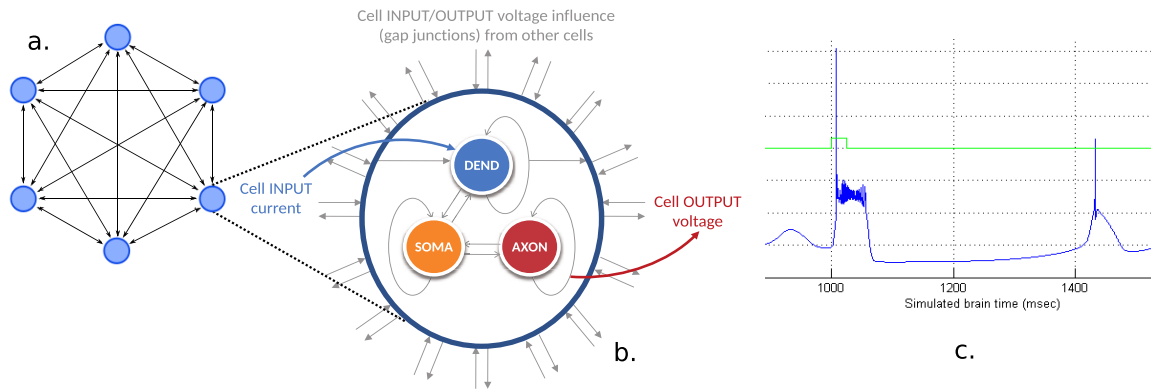 a.
Cell INPUT/OUTPUT voltage influence
(gap junctions) from other cells
DEND
Cell INPUT
current
SOMA
AXON
Cell OUTPUT
voltage
b.
1000
1200
1400
Simulated brain time (msec)
c.